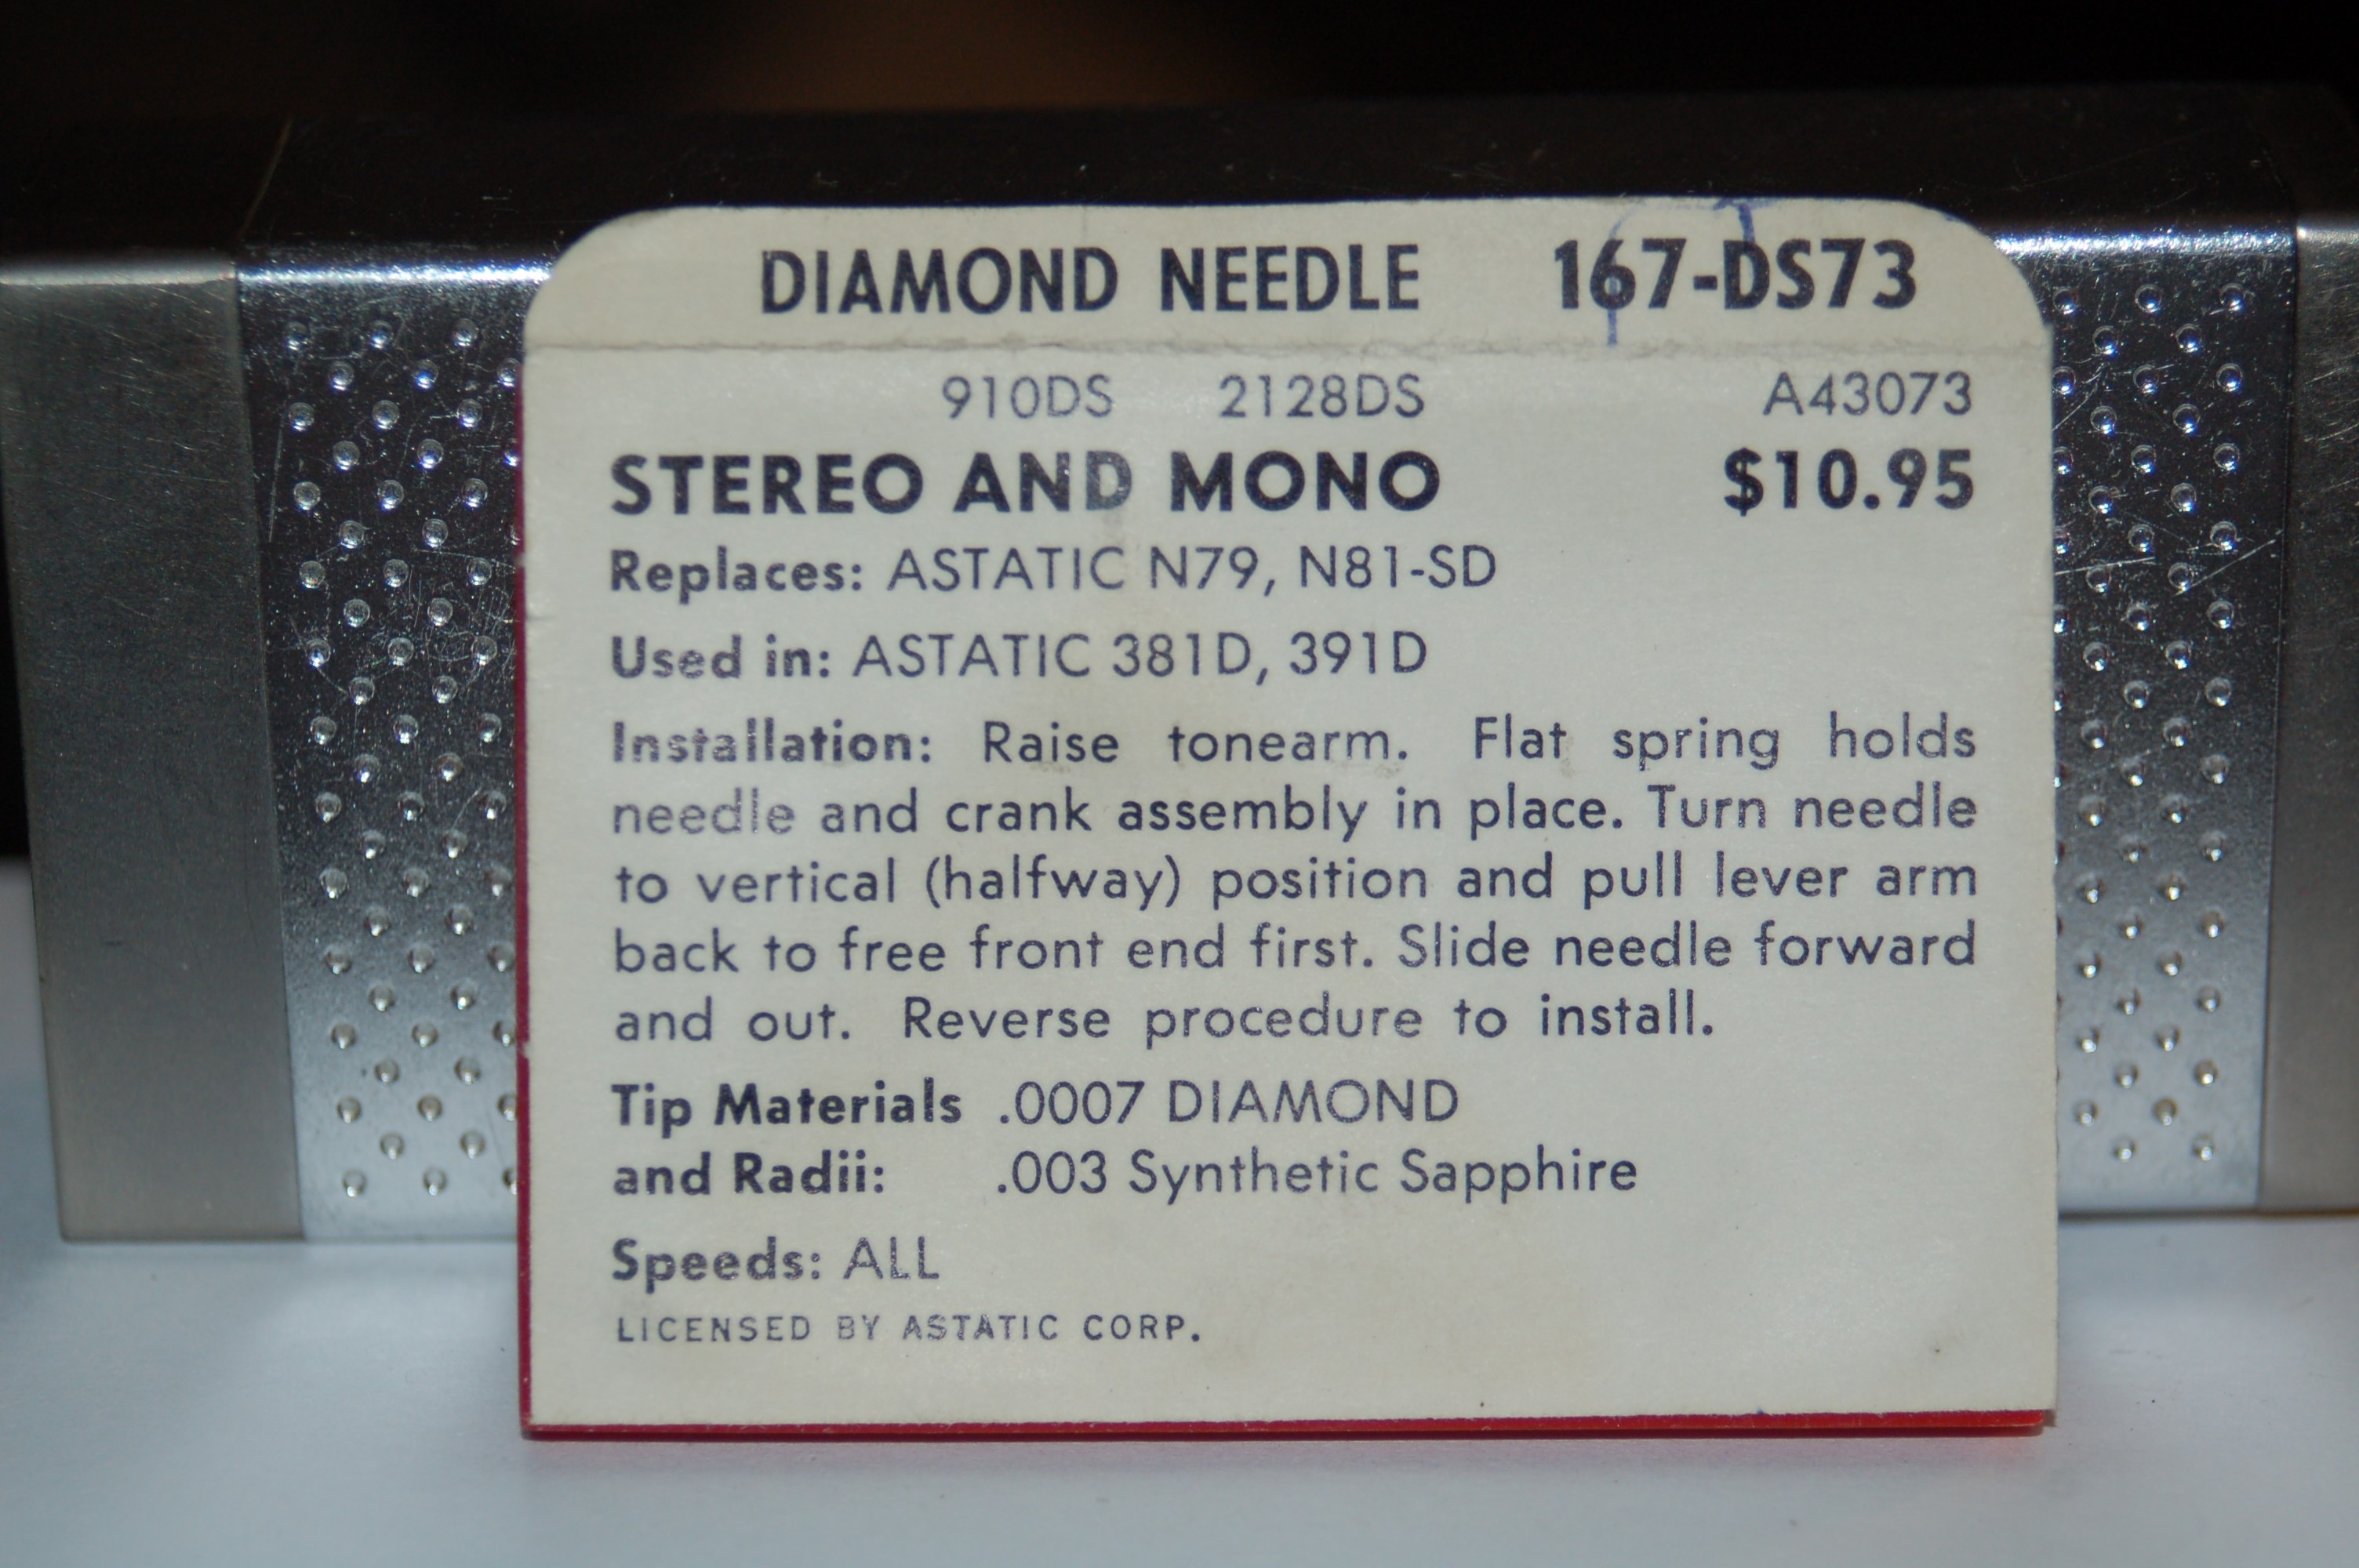 DIAMOND NEEDLE 167-DS73
910DS 2128DS A43073
STEREO AND MONO $10.95
Replaces: ASTATIC N79, N81-SD
Used in: ASTATIC 381D, 391D
Installation: Raise tonearm. Flat spring holds
needle and crank assembly in place. Turn needle
to vertical (halfway) position and pull lever arm
back to free front end first. Slide needle forward
and out. Reverse procedure to install.
Tip Materials .0007 DIAMOND
and Radii: .003 Synthetic Sapphire
Speeds: ALL
LICENSED BY ASTATIC CORP.